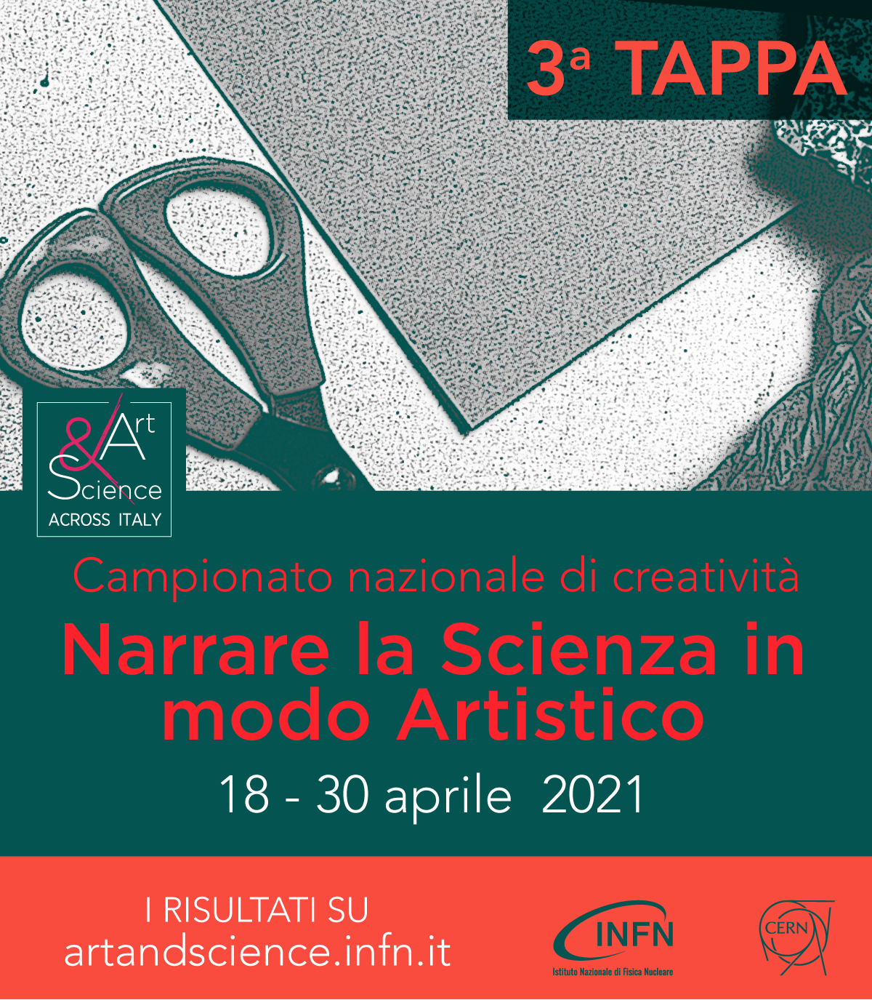 3ª TAPPA
Art
& Science
ACROSS ITALY
Campionato nazionale di creatività
Narrare la Scienza in
modo Artistico
18 - 30 aprile 2021
I RISULTATI SU
artandscience.infn.it
INFN
Istituto Nazionale di Fisica Nucleare
CERN